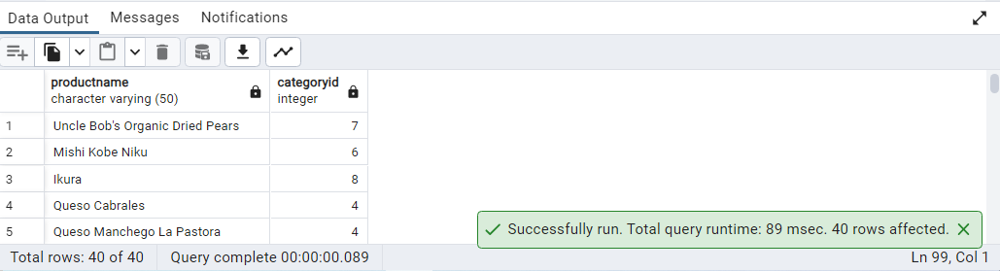 Data Output Messages Notifications
productname categoryid
character varying (50) integer
1 Uncle Bob's Organic Dried Pears 7
2 Mishi Kobe Niku 6
3 Ikura 8
4 Queso Cabrales 4
5 Queso Manchego La Pastora 4
Successfully run. Total query runtime: 89 msec. 40 rows affected.
Total rows: 40 of 40 Query complete 00:00:00.089 Ln 99, Col 1